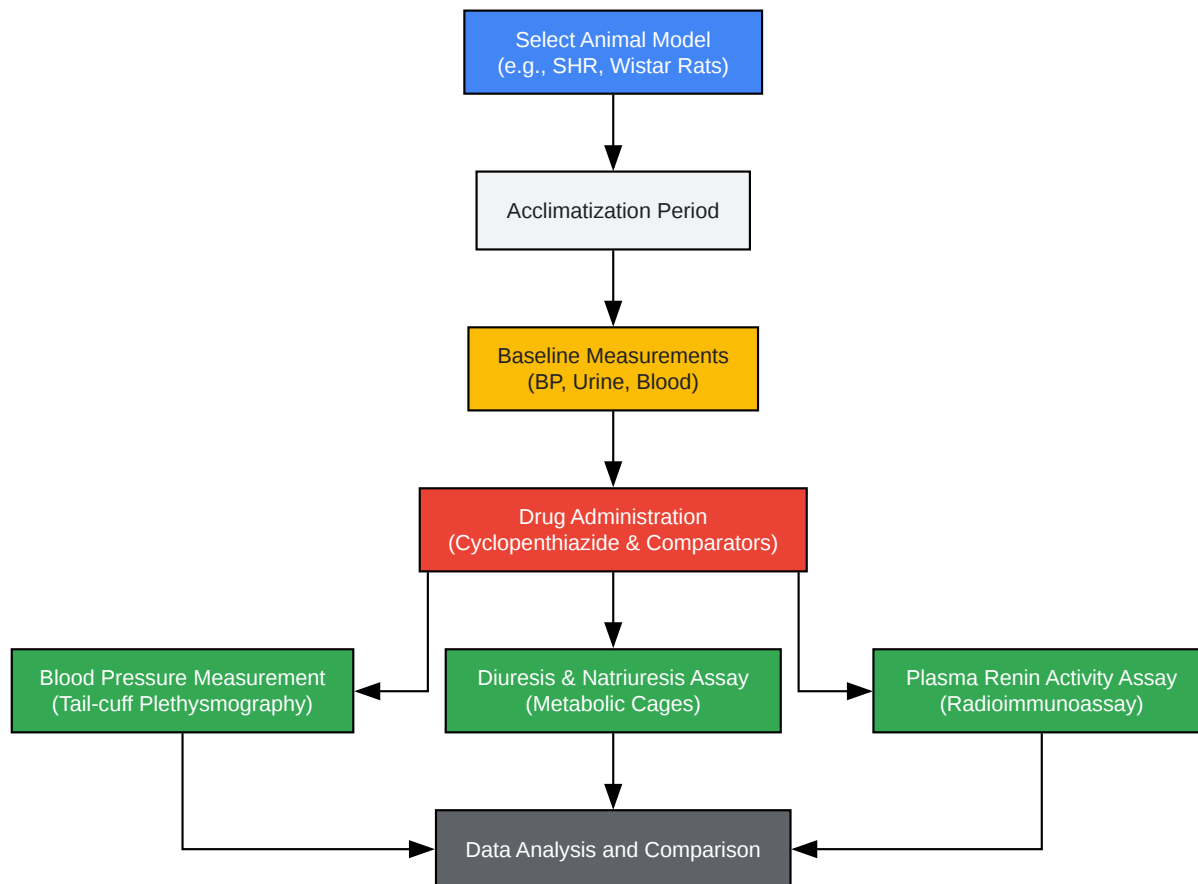 Select Animal Model
(e.g., SHR, Wistar Rats)
Acclimatization Period
Baseline Measurements
(BP, Urine, Blood)
Drug Administration
(Cyclopenthiazide & Comparators)
Blood Pressure Measurement
(Tail-cuff Plethysmography)
Diuresis & Natriuresis Assay
(Metabolic Cages)
Plasma Renin Activity Assay
(Radioimmunoassay)
Data Analysis and Comparison